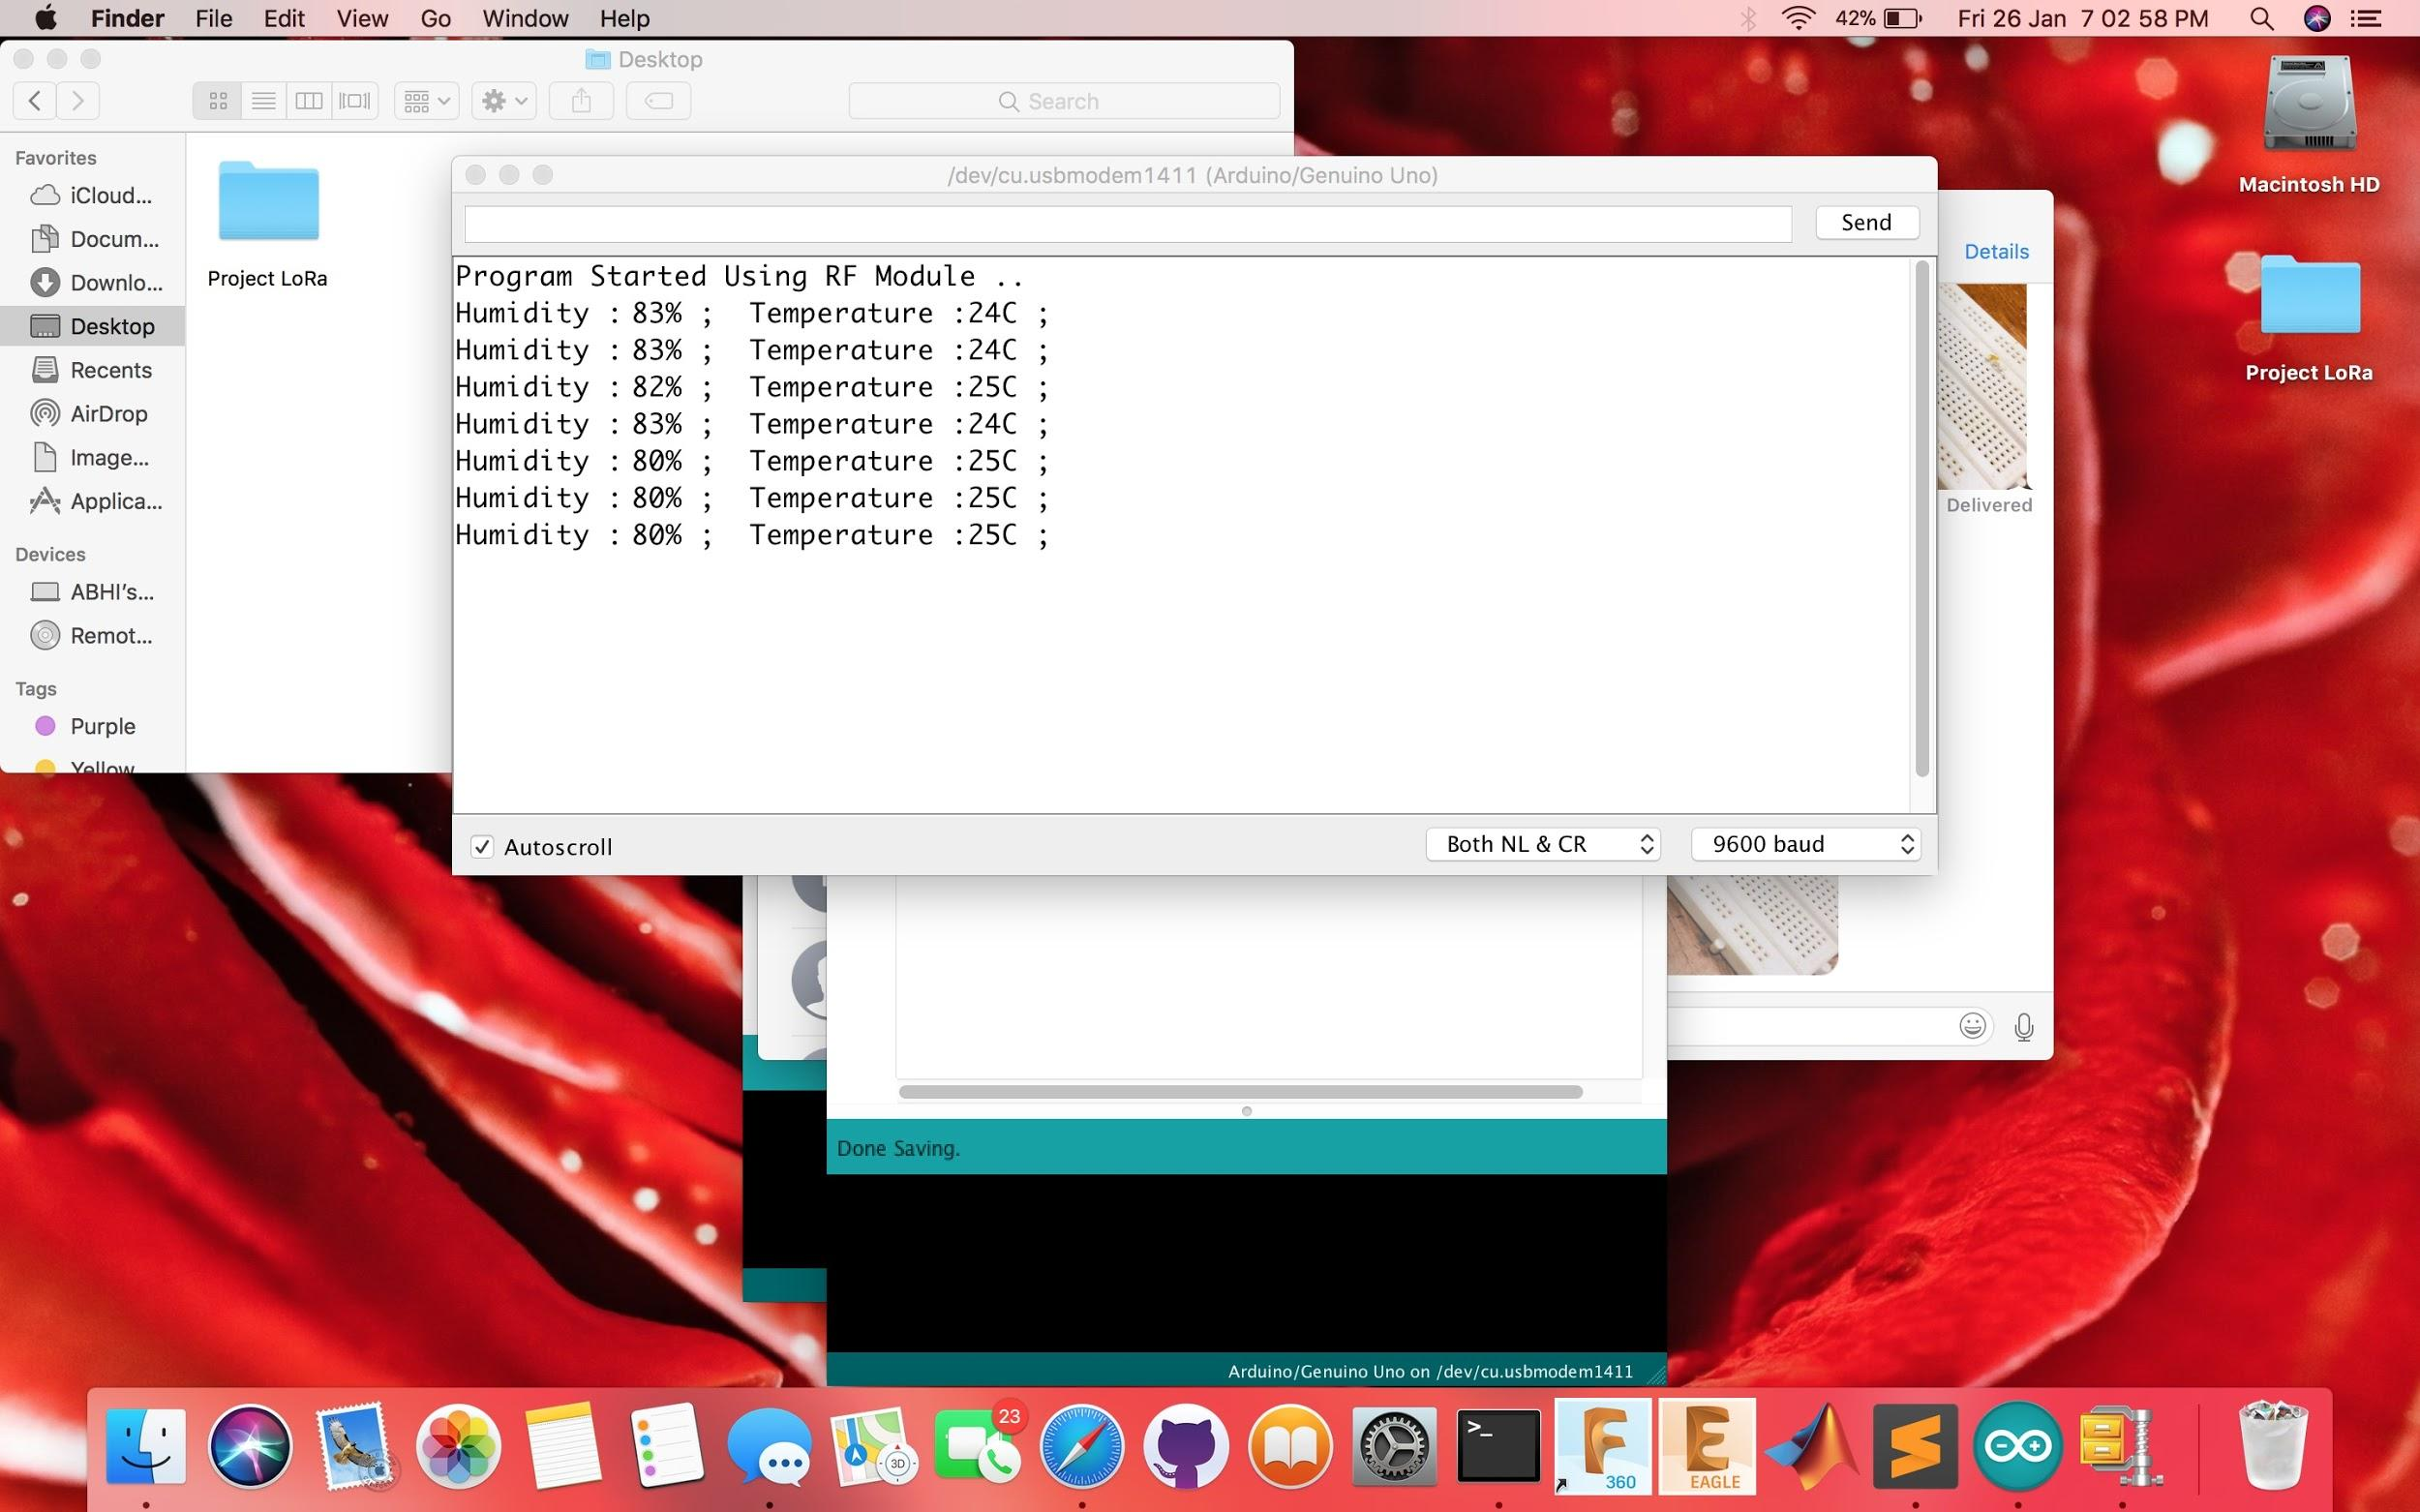 Finder File Edit View Go Window Help 42% Fri 26 Jan 7 02 58 PM
Desktop
Search
Favorites
iCloud...
Docum...
Downlo...
Desktop
Recents
AirDrop
Image...
Applica...
Devices
ABHI's...
Remot...
Tags
Purple
Yellow
Project LoRa
/dev/cu.usbmodem1411 (Arduino/Genuino Uno)
Send
Program Started Using RF Module ..
Humidity : 83% ; Temperature :24C ;
Humidity : 83% ; Temperature :24C ;
Humidity : 82% ; Temperature :25C ;
Humidity : 83% ; Temperature :24C ;
Humidity : 80% ; Temperature :25C ;
Humidity : 80% ; Temperature :25C ;
Humidity : 80% ; Temperature :25C ;
Autoscroll
Both NL & CR
9600 baud
Details
Delivered
Macintosh HD
Project LoRa
Done Saving.
Arduino/Genuino Uno on /dev/cu.usbmodem1411
3D
23
>_
F
360
E
EAGLE